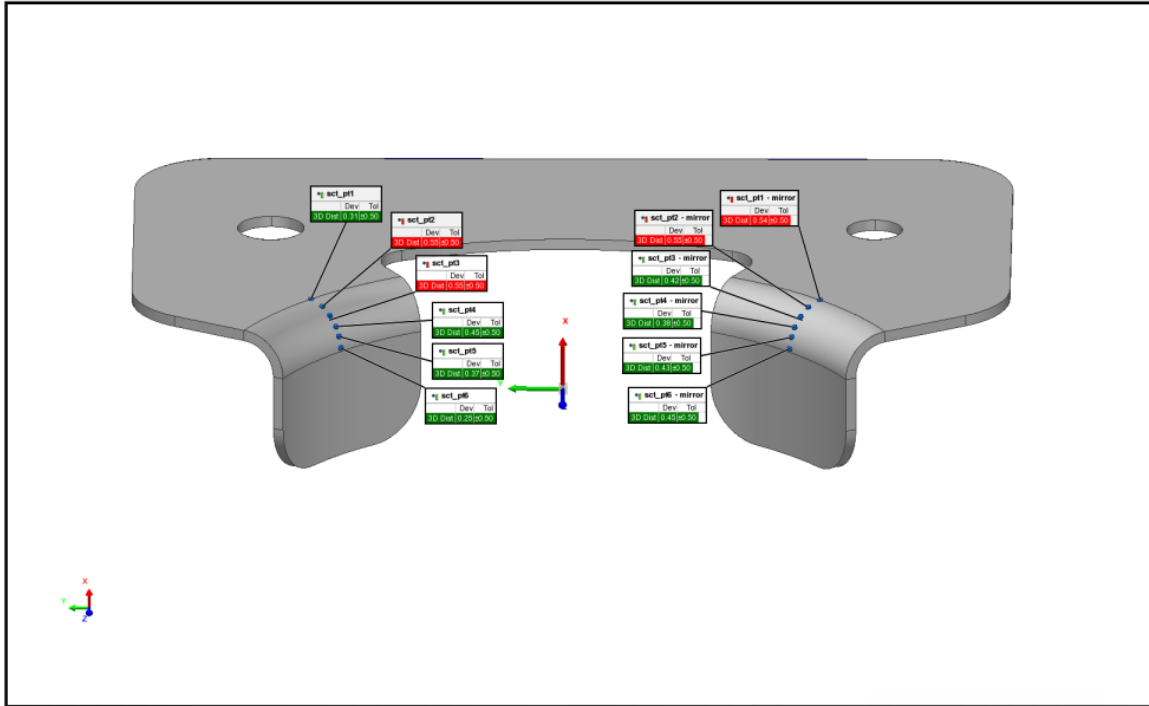 sct_pt1
Dev Tol
3D Dist 0.31 ±0.50
sct_pt2
Dev Tol
3D Dist 0.55 ±0.50
sct_pt3
Dev Tol
3D Dist 0.55 ±0.50
sct_pt4
Dev Tol
3D Dist 0.45 ±0.50
sct_pt5
Dev Tol
3D Dist 0.37 ±0.50
sct_pt6
Dev Tol
3D Dist 0.25 ±0.50
sct_pt1 - mirror
Dev Tol
3D Dist 0.54 ±0.50
sct_pt2 - mirror
Dev Tol
3D Dist 0.55 ±0.50
sct_pt3 - mirror
Dev Tol
3D Dist 0.42 ±0.50
sct_pt4 - mirror
Dev Tol
3D Dist 0.38 ±0.50
sct_pt5 - mirror
Dev Tol
3D Dist 0.43 ±0.50
sct_pt6 - mirror
Dev Tol
3D Dist 0.45 ±0.50
X
Y
Z
X
Y
Z